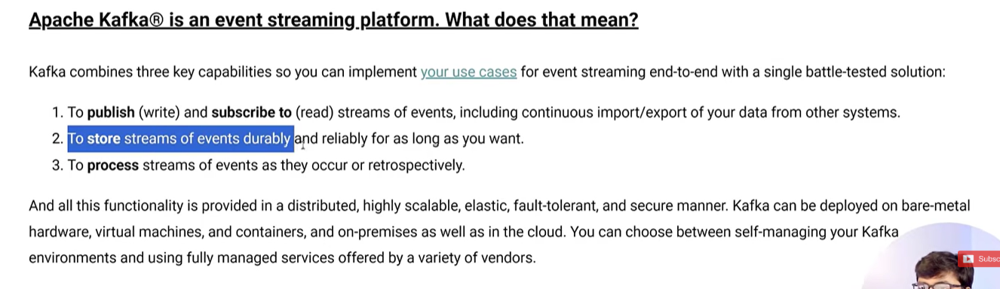 Apache Kafka® is an event streaming platform. What does that mean?
Kafka combines three key capabilities so you can implement your use cases for event streaming end-to-end with a single battle-tested solution:
1. To publish (write) and subscribe to (read) streams of events, including continuous import/export of your data from other systems.
2. To store streams of events durably and reliably for as long as you want.
3. To process streams of events as they occur or retrospectively.
And all this functionality is provided in a distributed, highly scalable, elastic, fault-tolerant, and secure manner. Kafka can be deployed on bare-metal
hardware, virtual machines, and containers, and on-premises as well as in the cloud. You can choose between self-managing your Kafka
environments and using fully managed services offered by a variety of vendors.
Subsc